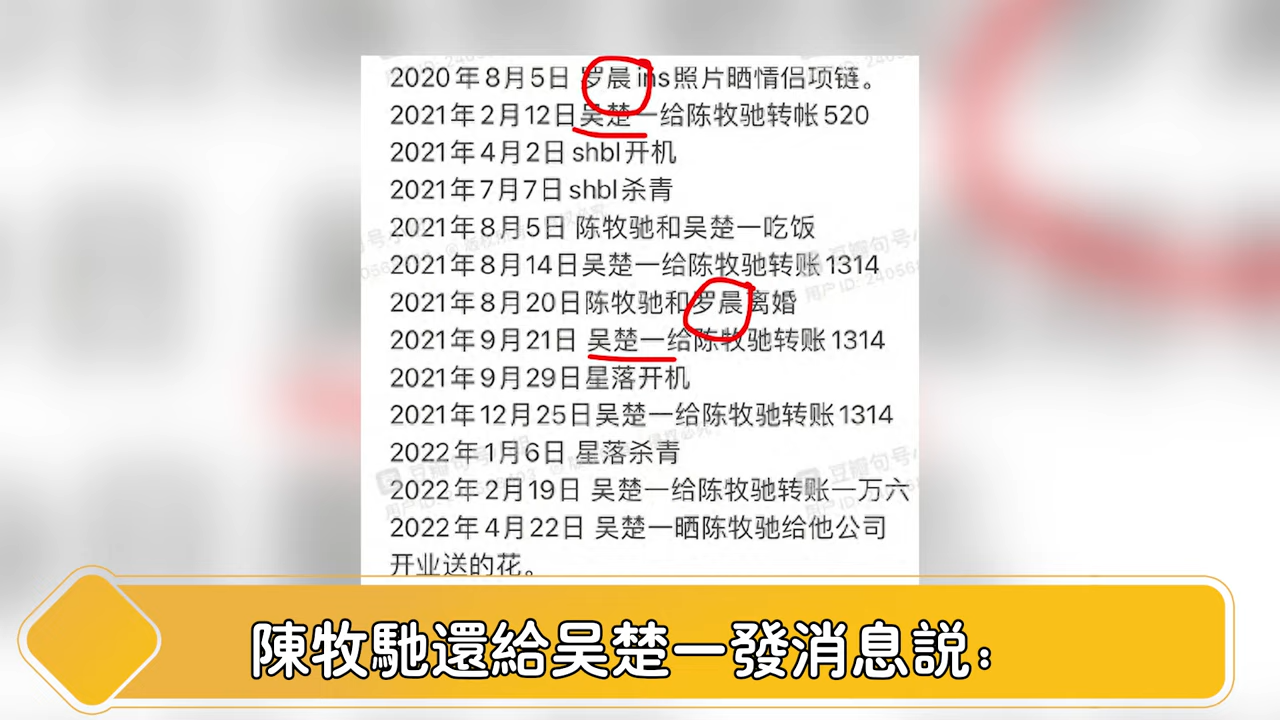 2020年8月5日 罗晨ins照片晒情侣项链。
2021年2月12日吴楚一给陈牧驰转帐520
2021年4月2日shbl开机
2021年7月7日shbl杀青
2021年8月5日 陈牧驰和吴楚一吃饭
2021年8月14日吴楚一给陈牧驰转账1314
2021年8月20日陈牧驰和罗晨离婚
2021年9月21日 吴楚一给陈牧驰转账1314
2021年9月29日星落开机
2021年12月25日吴楚一给陈牧驰转账1314
2022年1月6日 星落杀青
2022年2月19日 吴楚一给陈牧驰转账一万六
2022年4月22日 吴楚一晒陈牧驰给他公司
开业送的花。
陳牧馳還給吴楚一發消息説：